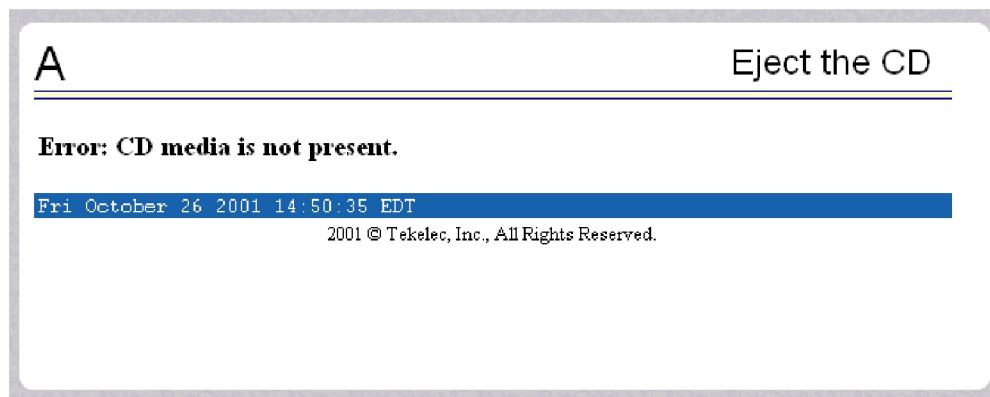 A
Eject the CD
Error: CD media is not present.
Fri October 26 2001 14:50:35 EDT
2001 © Tekelec, Inc., All Rights Reserved.